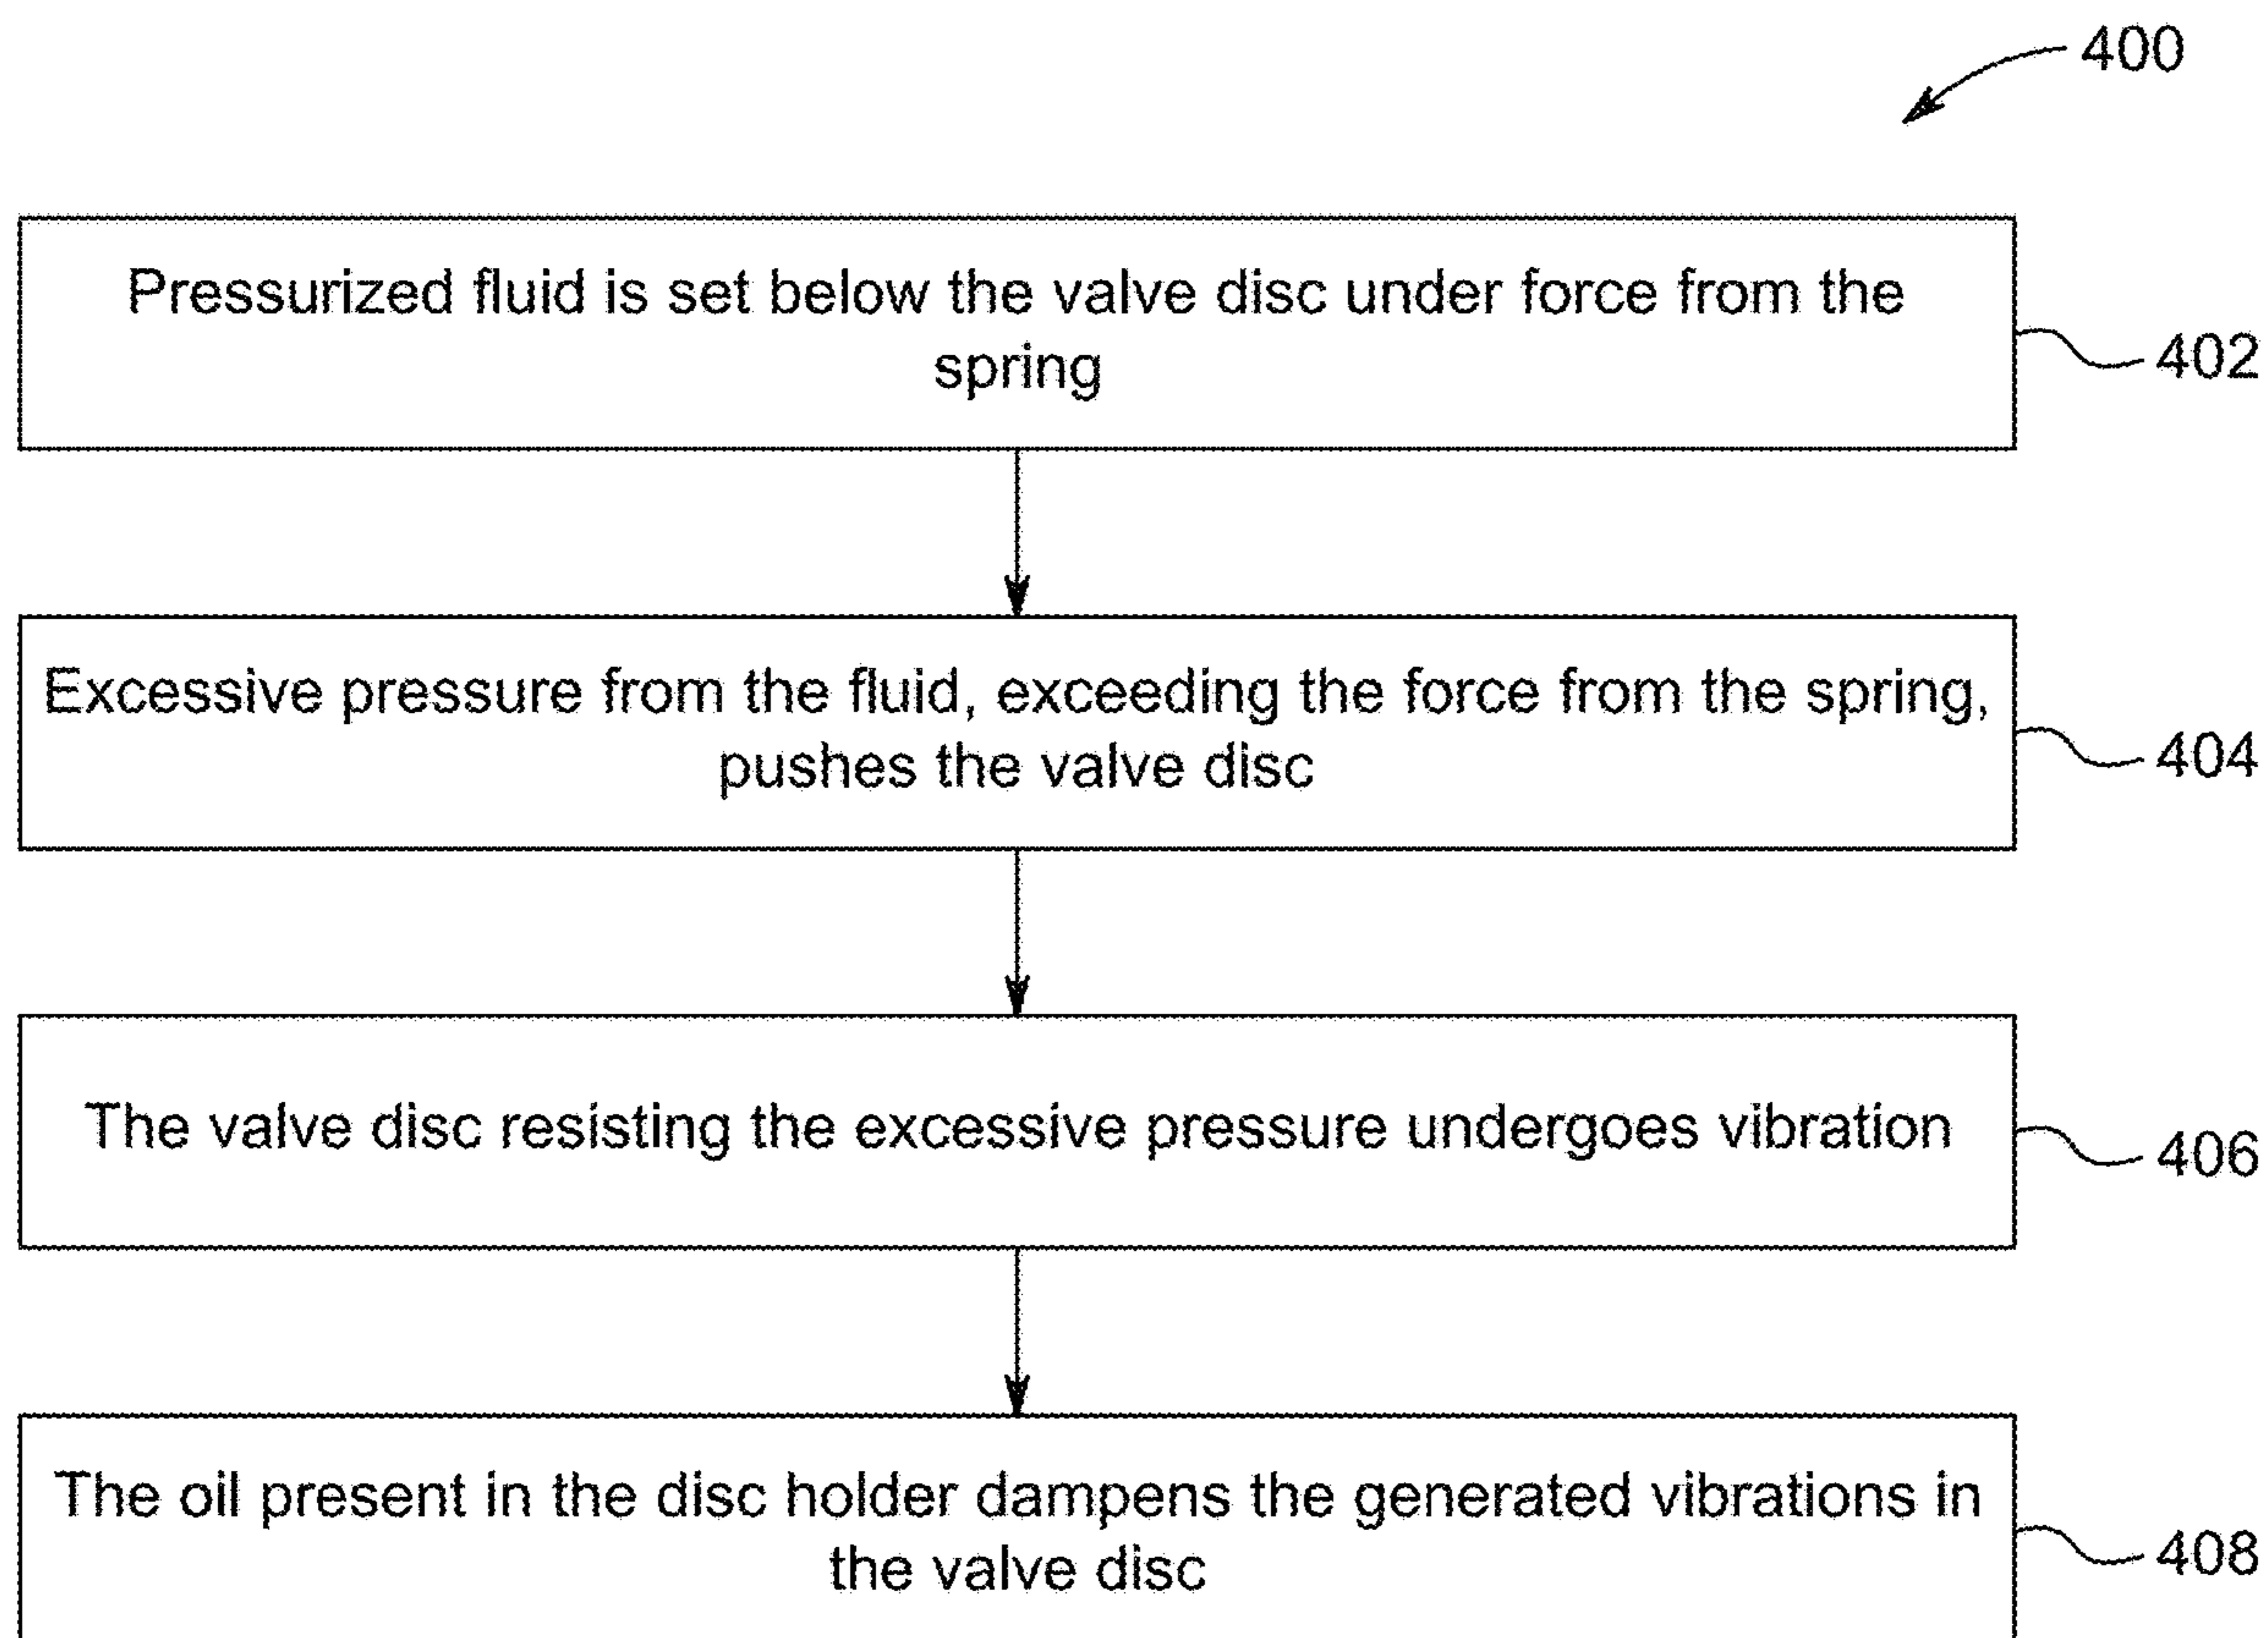 400
Pressurized fluid is set below the valve disc under force from the
spring
402
Excessive pressure from the fluid, exceeding the force from the spring,
pushes the valve disc
404
The valve disc resisting the excessive pressure undergoes vibration
406
The oil present in the disc holder dampens the generated vibrations in
the valve disc
408